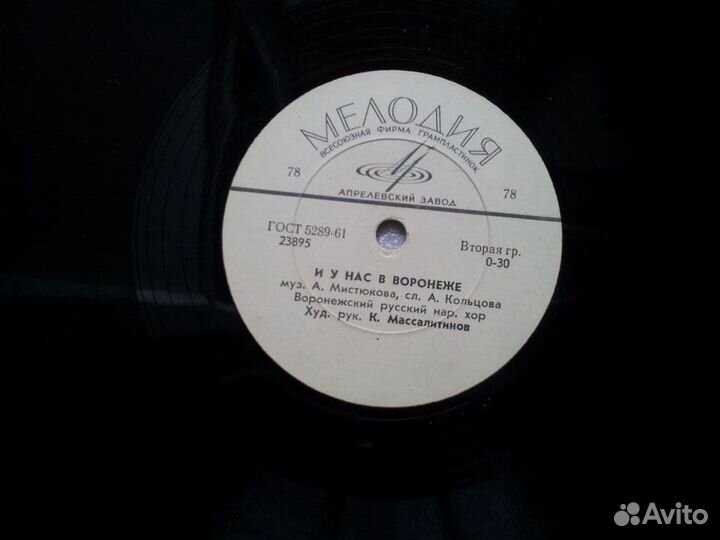 МЕЛОДИЯ
ВСЕСОЮЗНАЯ ФИРМА ГРАМПЛАСТИНОК
78
78
АПРЕЛЕВСКИЙ ЗАВОД
ГОСТ 5289-61
23895
Вторая гр.
0-30
И У НАС В ВОРОНЕЖЕ
муз. А. Мистюкова, сл. А. Кольцова
Воронежский русский нар. хор
Худ. рук. К. Массалитинов
Avito